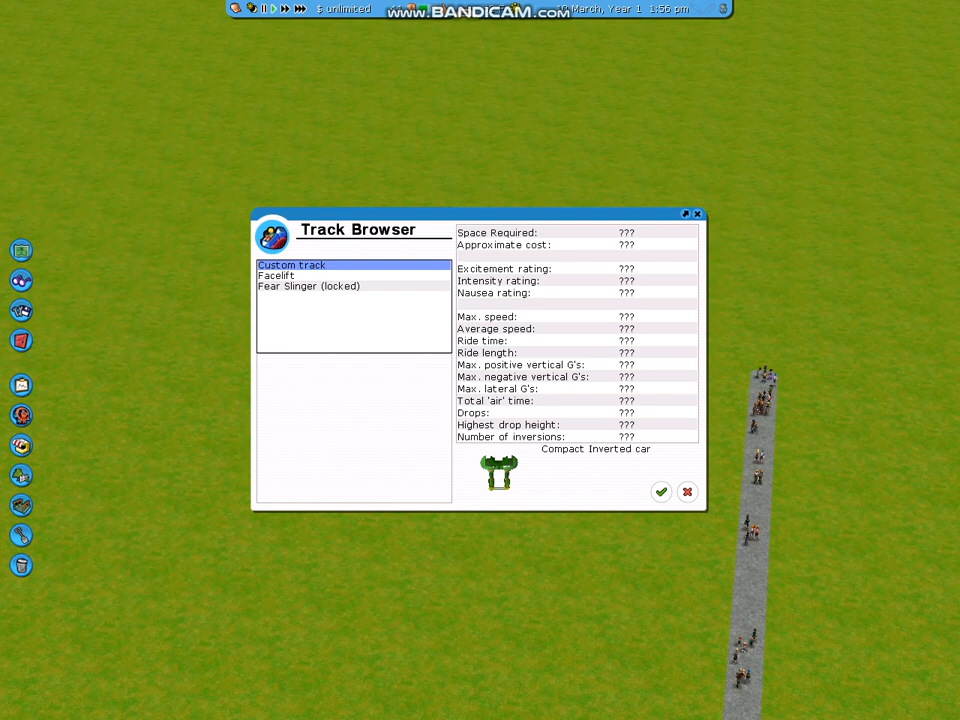 $ unlimited
www.BANDICAM.com
March, Year 1 1:56 pm
Track Browser
Custom track
Facelift
Fear Slinger (locked)
Space Required: ???
Approximate cost: ???
Excitement rating: ???
Intensity rating: ???
Nausea rating: ???
Max. speed: ???
Average speed: ???
Ride time: ???
Ride length: ???
Max. positive vertical G's: ???
Max. negative vertical G's: ???
Max. lateral G's: ???
Total 'air' time: ???
Drops: ???
Highest drop height: ???
Number of inversions: ???
Compact Inverted car